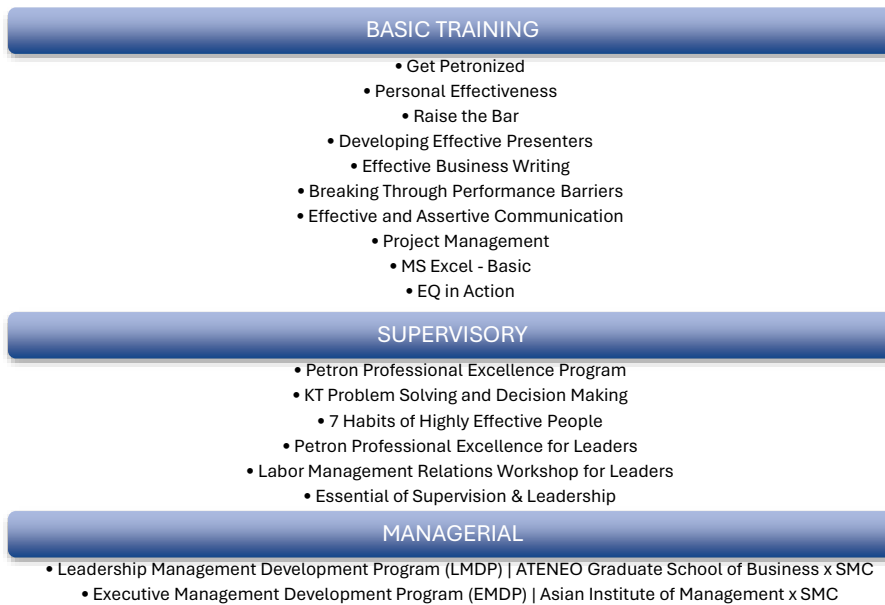 BASIC TRAINING
• Get Petronized
• Personal Effectiveness
• Raise the Bar
• Developing Effective Presenters
• Effective Business Writing
• Breaking Through Performance Barriers
• Effective and Assertive Communication
• Project Management
• MS Excel - Basic
• EQ in Action
SUPERVISORY
• Petron Professional Excellence Program
• KT Problem Solving and Decision Making
• 7 Habits of Highly Effective People
• Petron Professional Excellence for Leaders
• Labor Management Relations Workshop for Leaders
• Essential of Supervision & Leadership
MANAGERIAL
• Leadership Management Development Program (LMDP) | ATENEO Graduate School of Business x SMC
• Executive Management Development Program (EMDP) | Asian Institute of Management x SMC